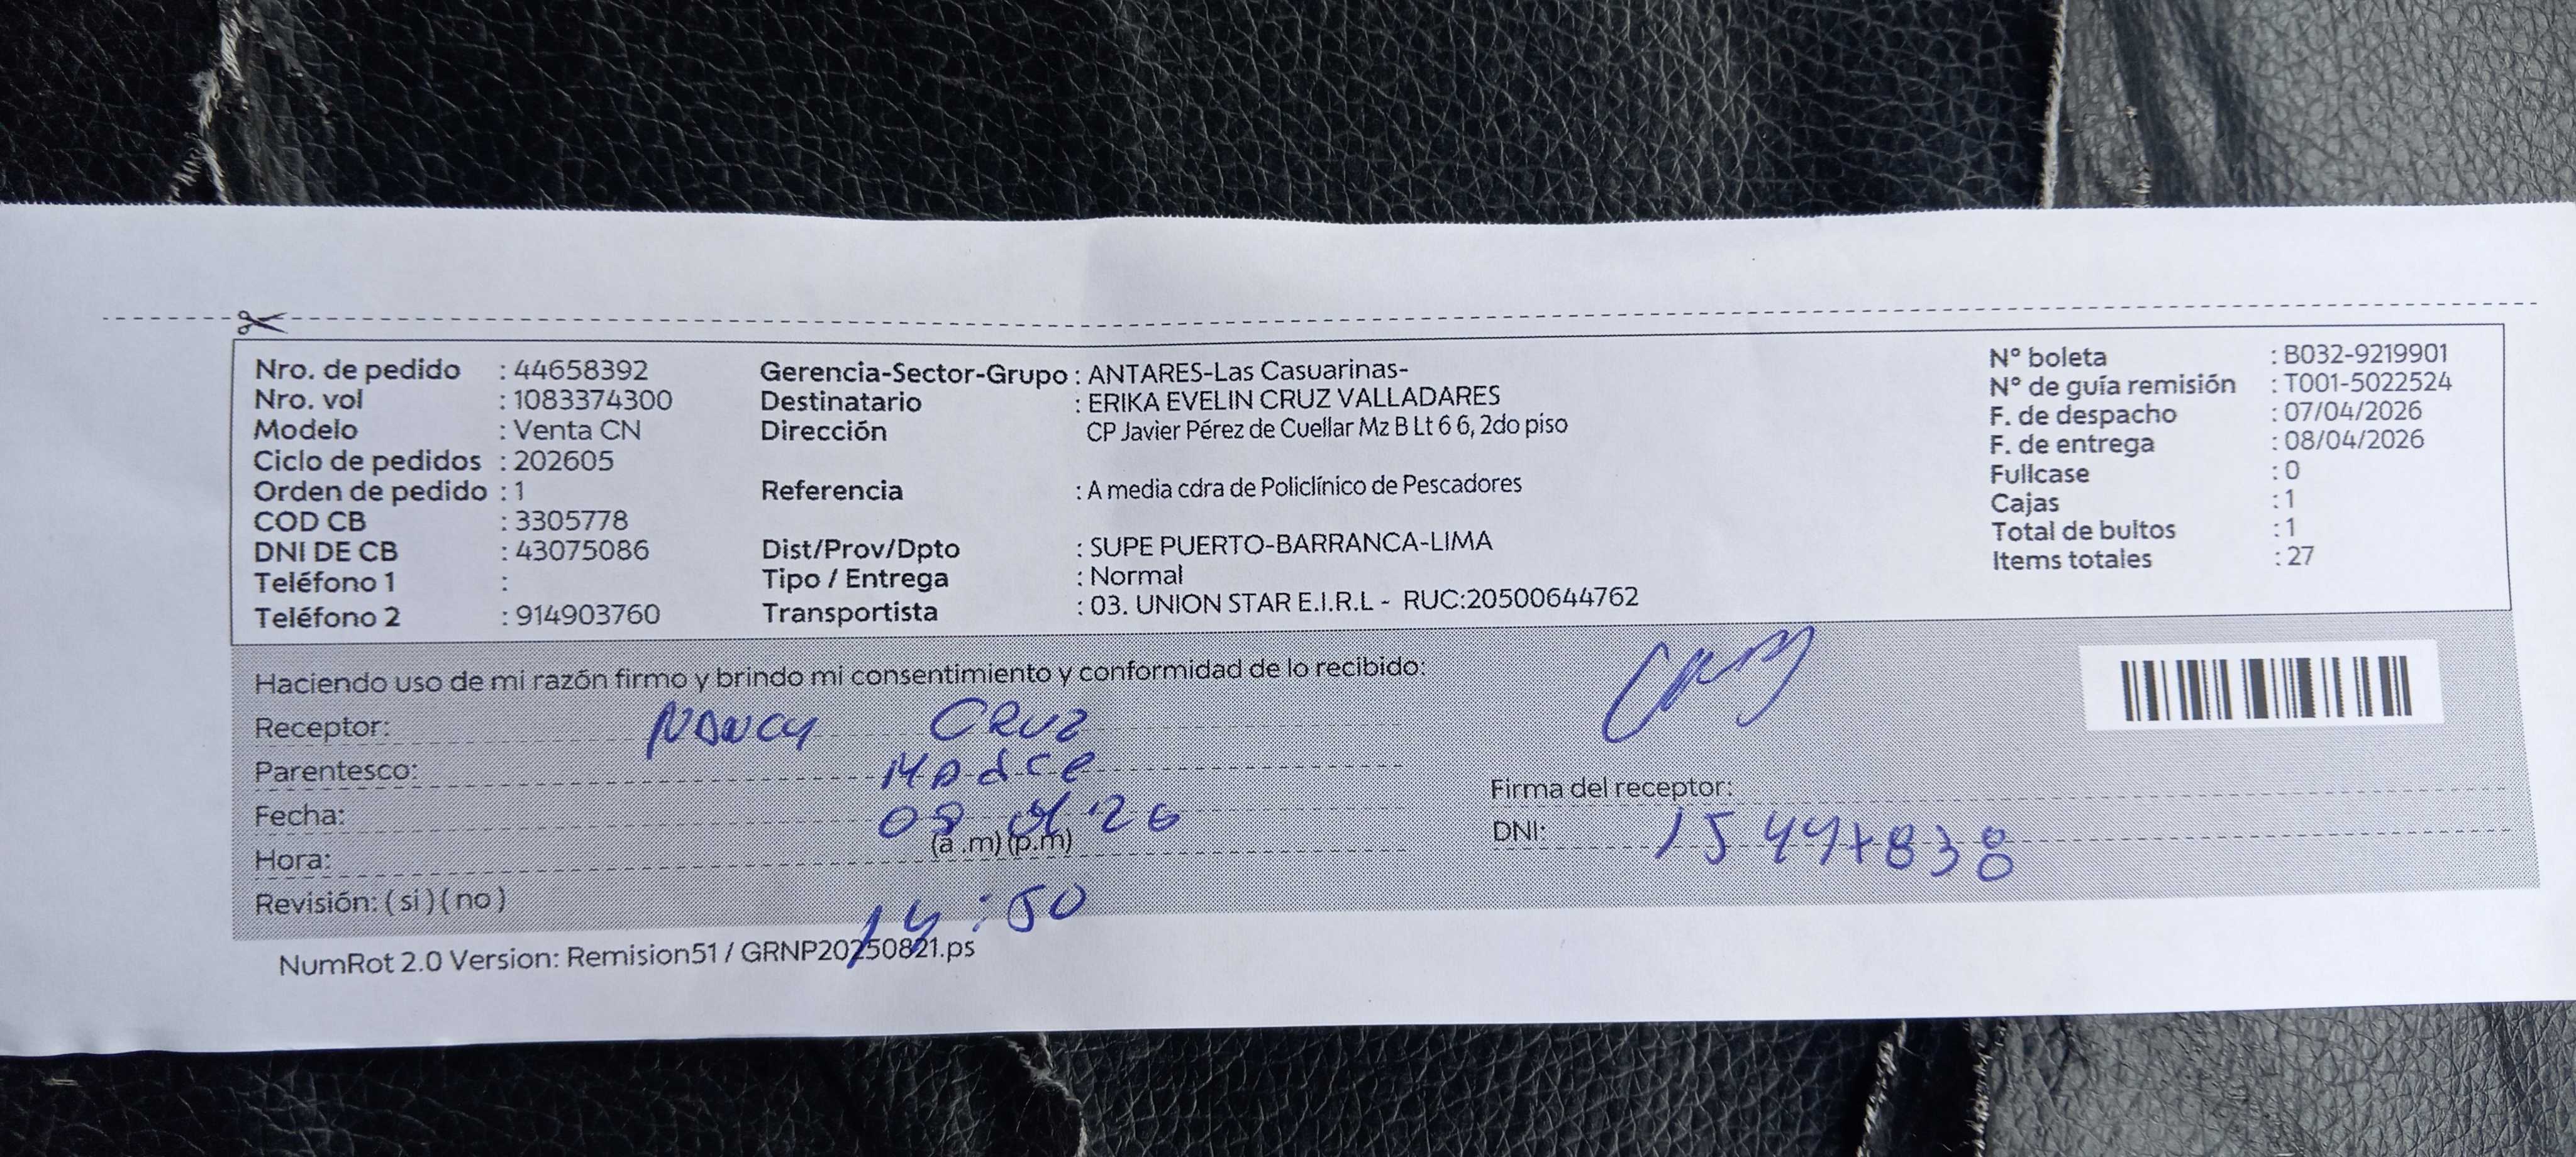 Nro. de pedido : 44658392
Nro. vol : 1083374300
Modelo : Venta CN
Ciclo de pedidos : 202605
Orden de pedido : 1
COD CB : 3305778
DNI DE CB : 43075086
Teléfono 1 :
Teléfono 2 : 914903760
Gerencia-Sector-Grupo : ANTARES-Las Casuarinas-
Destinatario : ERIKA EVELIN CRUZ VALLADARES
Dirección CP Javier Pérez de Cuellar Mz B Lt 6 6, 2do piso
Referencia : A media cdra de Policlínico de Pescadores
Dist/Prov/Dpto : SUPE PUERTO-BARRANCA-LIMA
Tipo / Entrega : Normal
Transportista : 03. UNION STAR E.I.R.L - RUC:20500644762
N° boleta : B032-9219901
N° de guía remisión : T001-5022524
F. de despacho : 07/04/2026
F. de entrega : 08/04/2026
Fullcase : 0
Cajas : 1
Total de bultos : 1
Items totales : 27
Haciendo uso de mi razón firmo y brindo mi consentimiento y conformidad de lo recibido:
Receptor: NANCY CRUZ
Parentesco: Madre
Fecha: 08 04 26
Hora: (a .m) (p.m)
14:50
Revisión: ( si ) ( no )
Firma del receptor:
DNI: 15447838
NumRot 2.0 Version: Remision51 / GRNP20250821.ps